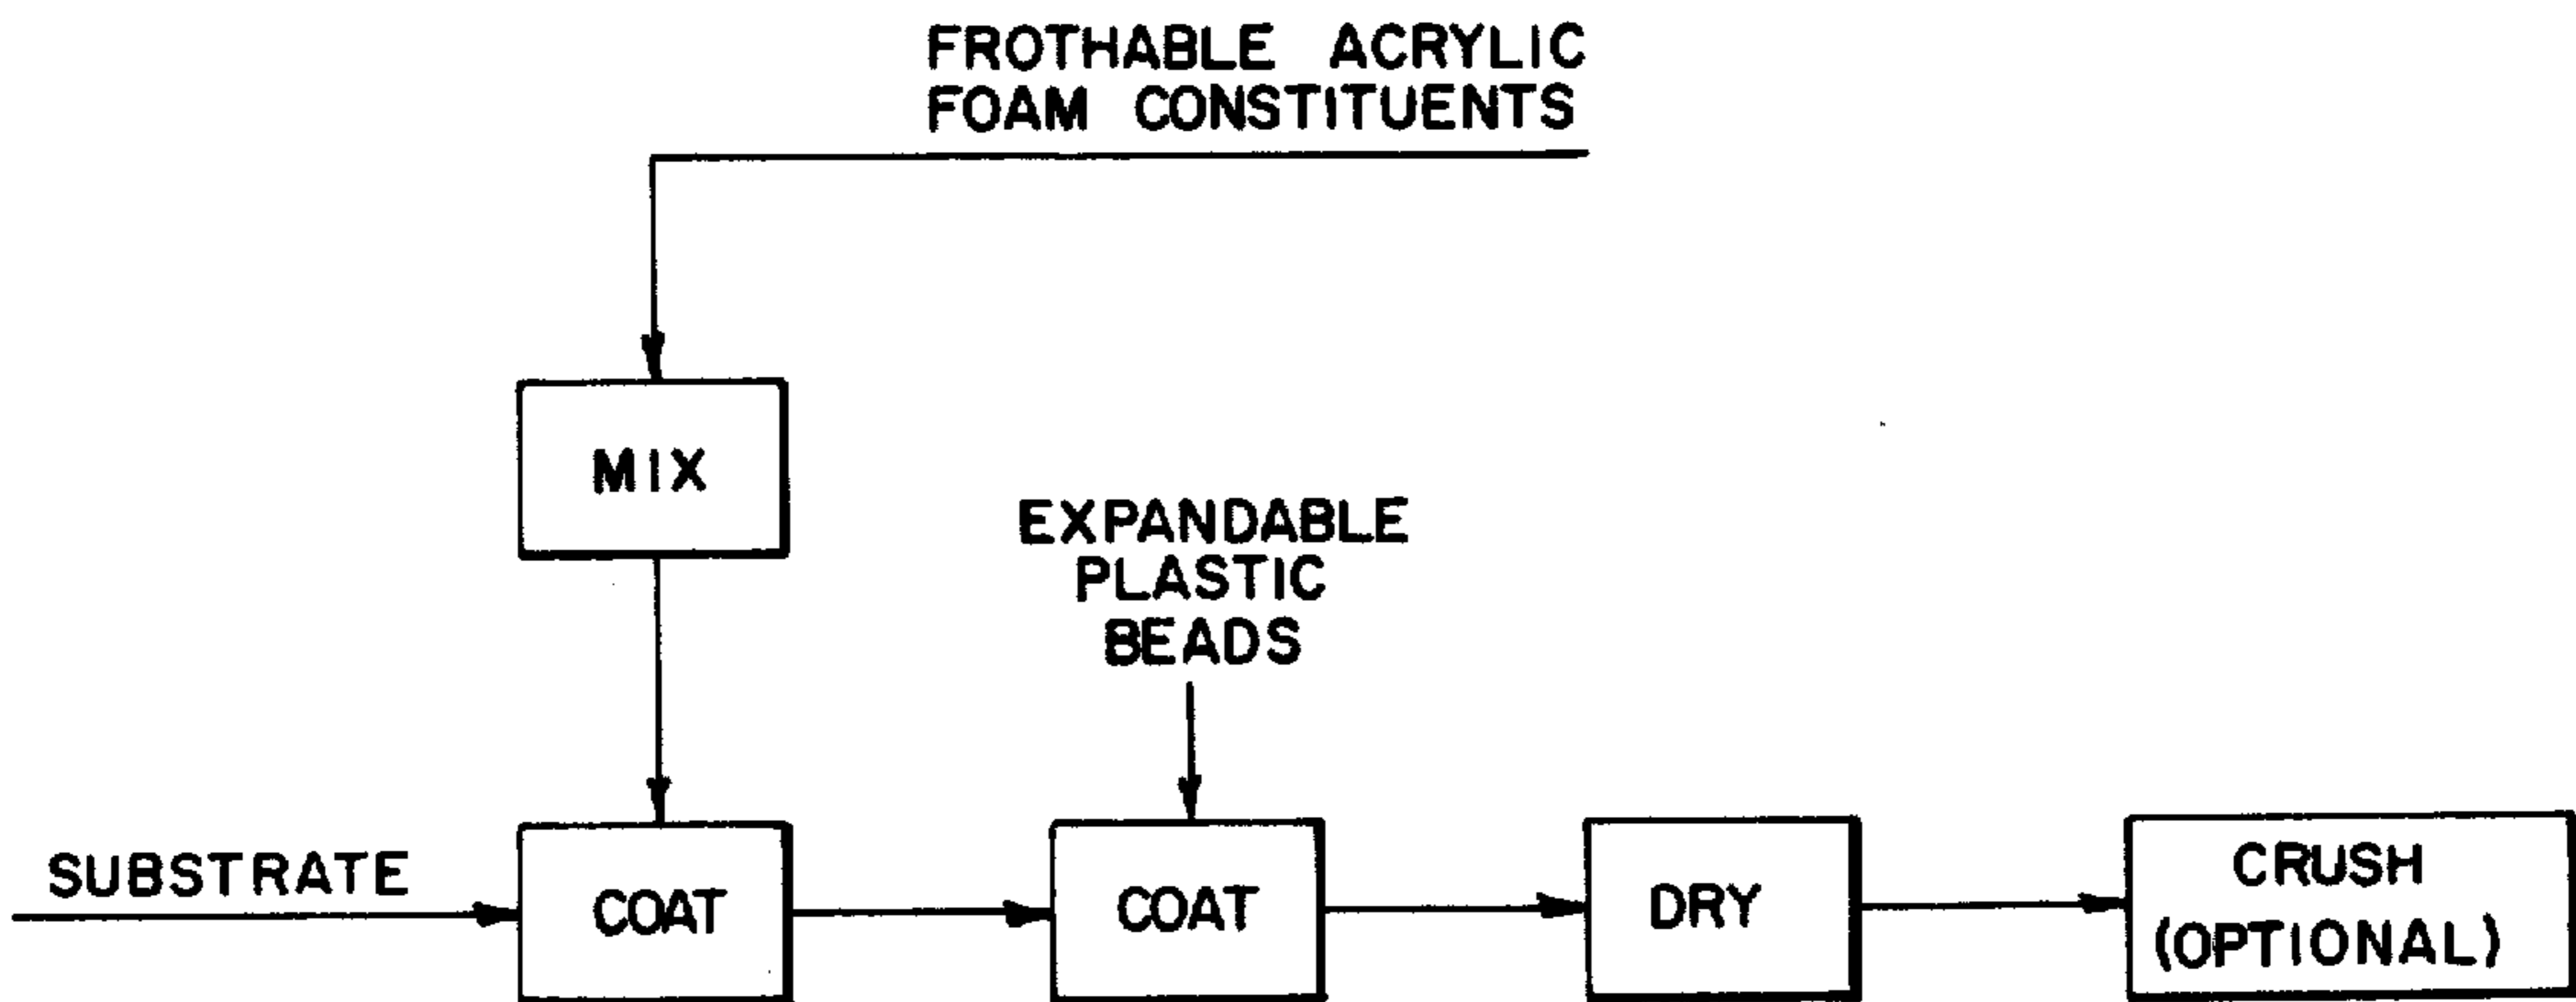 FROTHABLE ACRYLIC
FOAM CONSTITUENTS
MIX
EXPANDABLE
PLASTIC
BEADS
SUBSTRATE
COAT
COAT
DRY
CRUSH
(OPTIONAL)